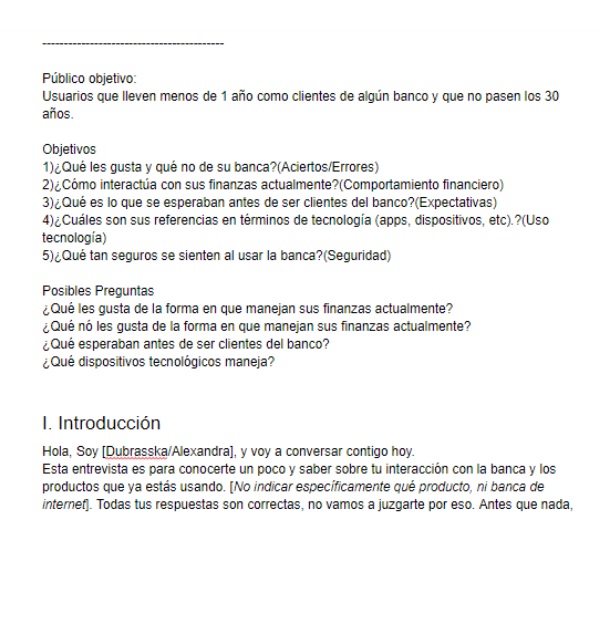 ------------------------------------------
Público objetivo:
Usuarios que lleven menos de 1 año como clientes de algún banco y que no pasen los 30
años.
Objetivos
1)¿Qué les gusta y qué no de su banca?(Aciertos/Errores)
2)¿Cómo interactúa con sus finanzas actualmente?(Comportamiento financiero)
3)¿Qué es lo que se esperaban antes de ser clientes del banco?(Expectativas)
4)¿Cuáles son sus referencias en términos de tecnología (apps, dispositivos, etc).?(Uso
tecnología)
5)¿Qué tan seguros se sienten al usar la banca?(Seguridad)
Posibles Preguntas
¿Qué les gusta de la forma en que manejan sus finanzas actualmente?
¿Qué nó les gusta de la forma en que manejan sus finanzas actualmente?
¿Qué esperaban antes de ser clientes del banco?
¿Qué dispositivos tecnológicos maneja?
I. Introducción
Hola, Soy [Dubrasska/Alexandra], y voy a conversar contigo hoy.
Esta entrevista es para conocerte un poco y saber sobre tu interacción con la banca y los
productos que ya estás usando. [No indicar específicamente qué producto, ni banca de
internet]. Todas tus respuestas son correctas, no vamos a juzgarte por eso. Antes que nada,